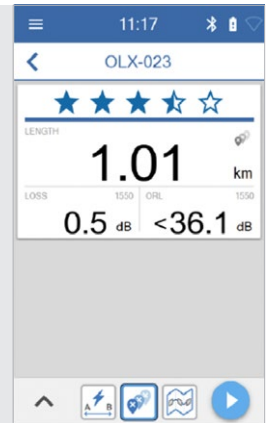 11:17
OLX-023
LENGTH
1.01 km
LOSS 1550 ORL 1550
0.5 dB <36.1 dB
A B